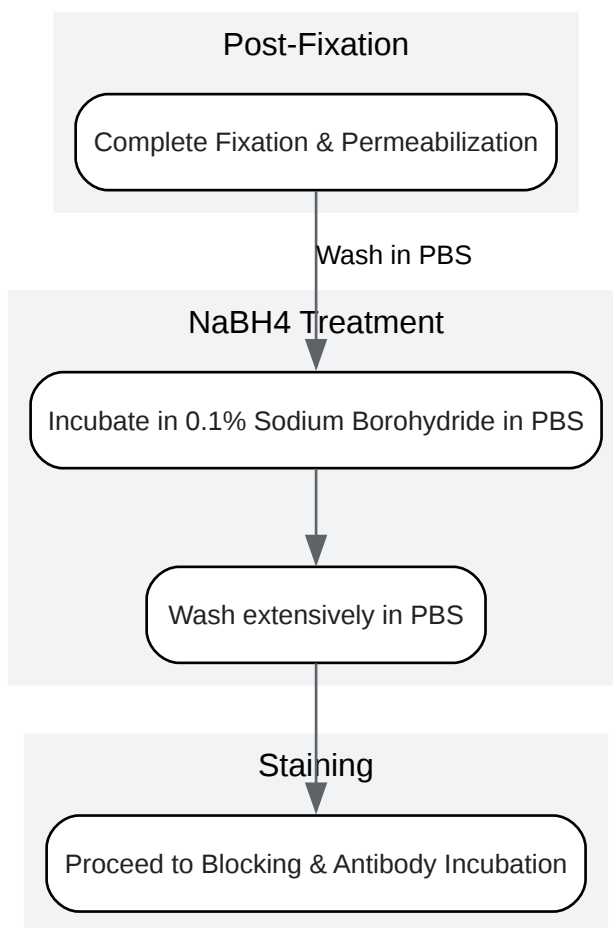 Post-Fixation
Complete Fixation & Permeabilization
Wash in PBS
NaBH4 Treatment
Incubate in 0.1% Sodium Borohydride in PBS
Wash extensively in PBS
Staining
Proceed to Blocking & Antibody Incubation